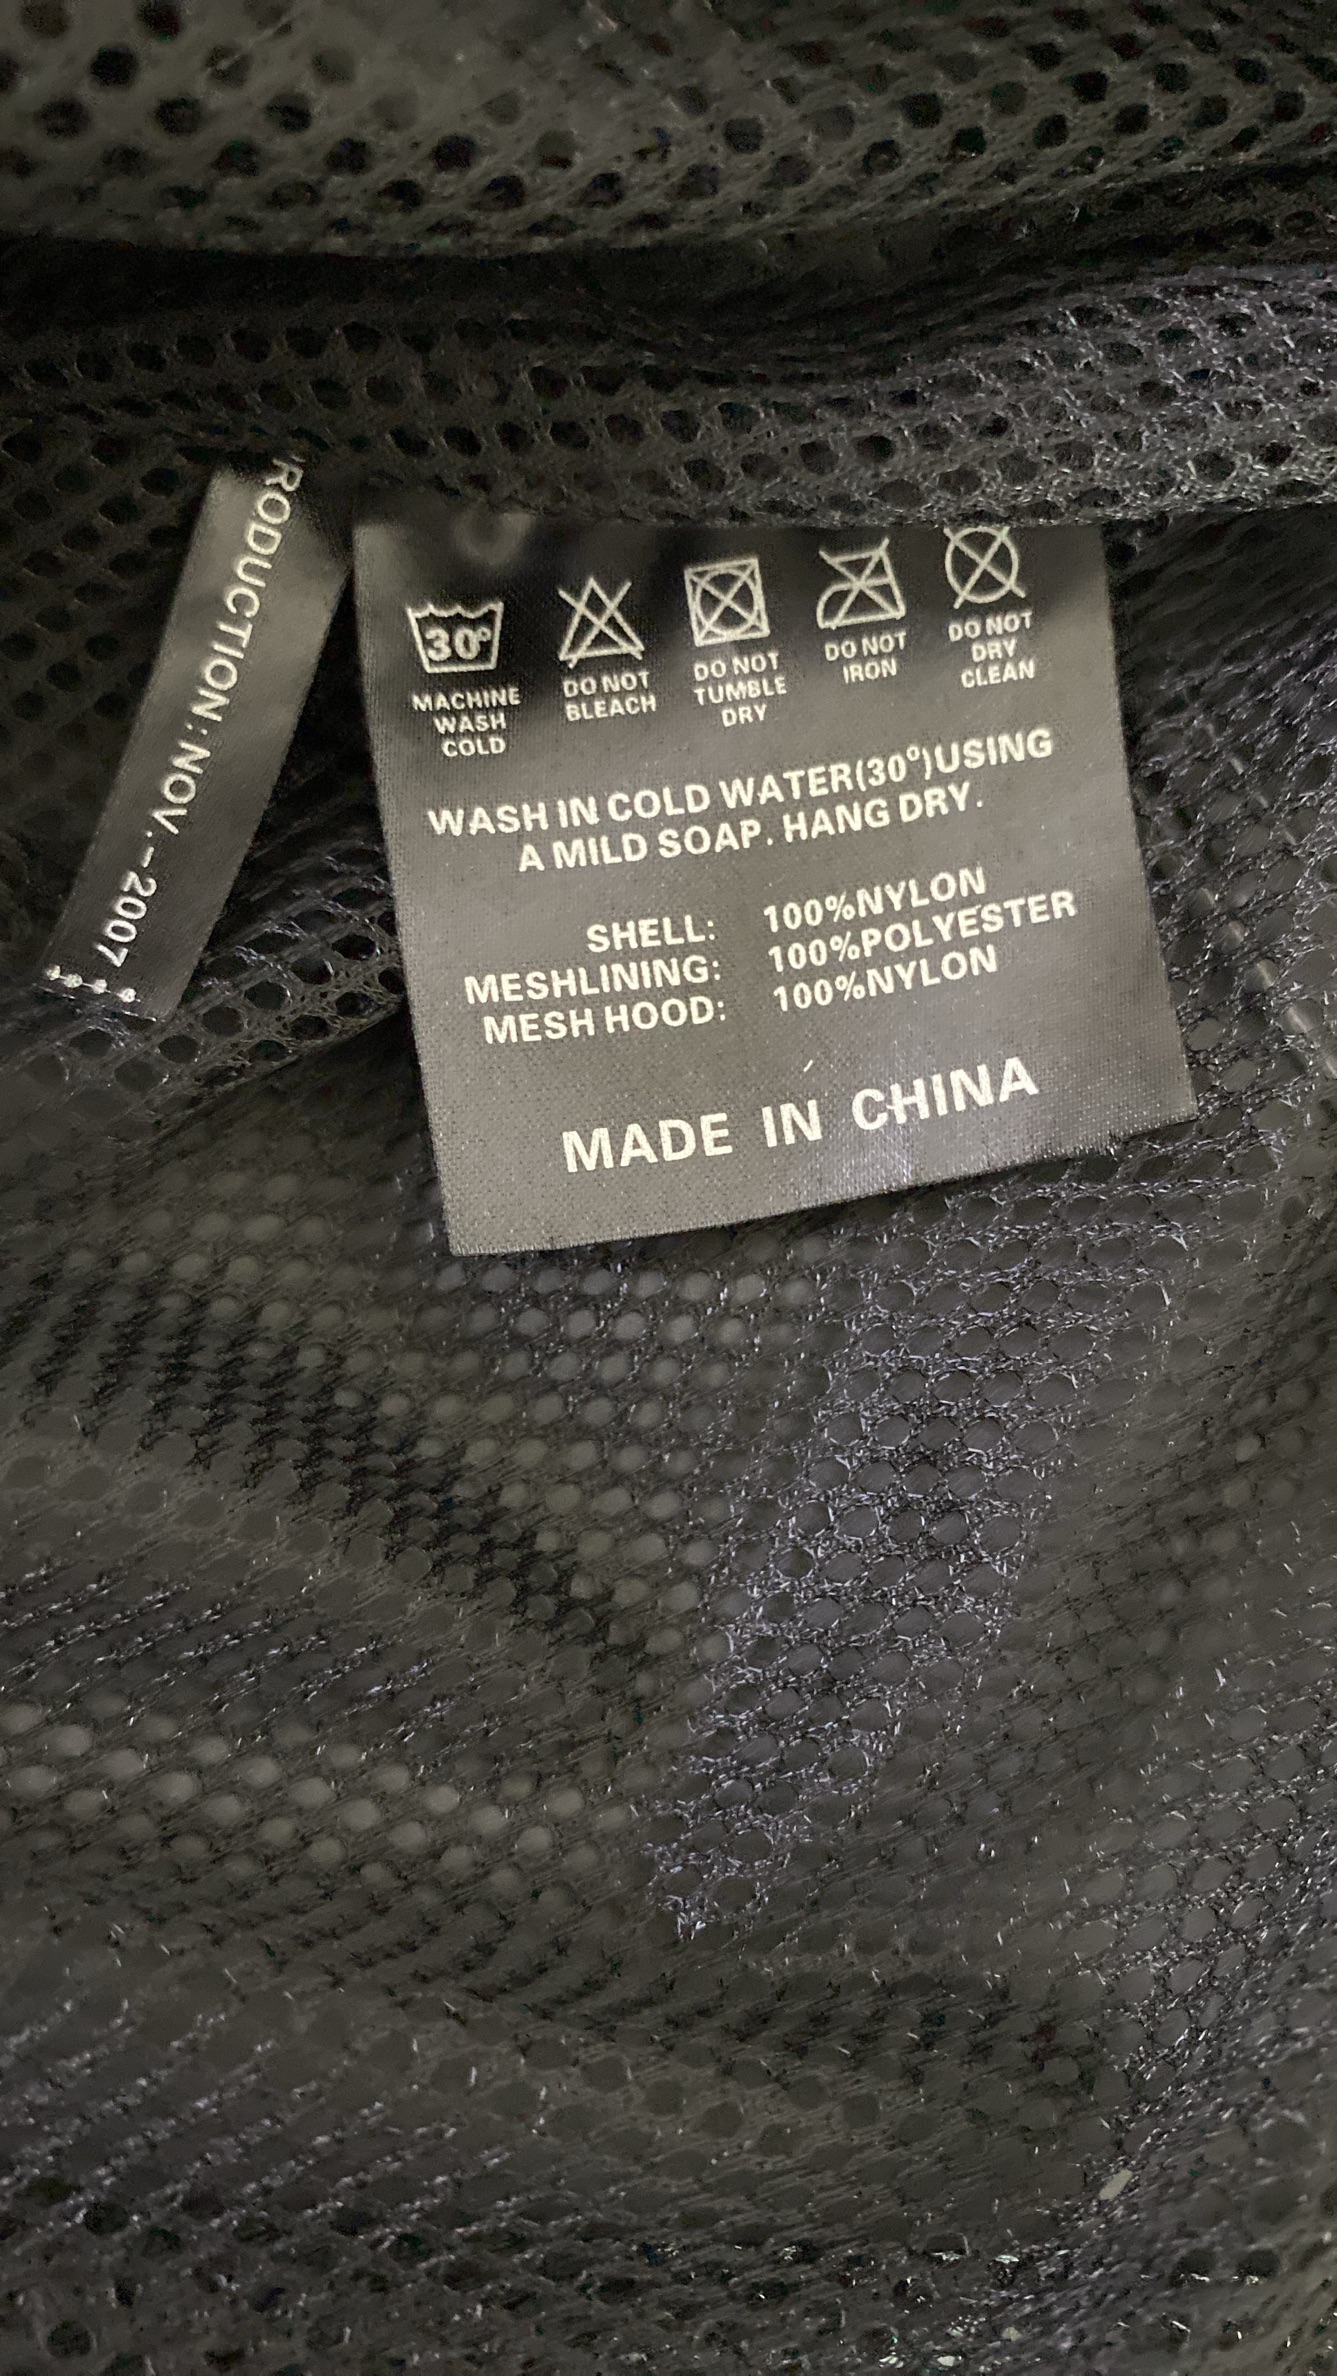 RODUCTION: NOV.-2007
30°
MACHINE
WASH
COLD
DO NOT
BLEACH
DO NOT
TUMBLE
DRY
DO NOT
IRON
DO NOT
DRY
CLEAN
WASH IN COLD WATER(30°)USING
A MILD SOAP. HANG DRY.
SHELL: 100%NYLON
MESHLINING: 100%POLYESTER
MESH HOOD: 100%NYLON
MADE IN CHINA